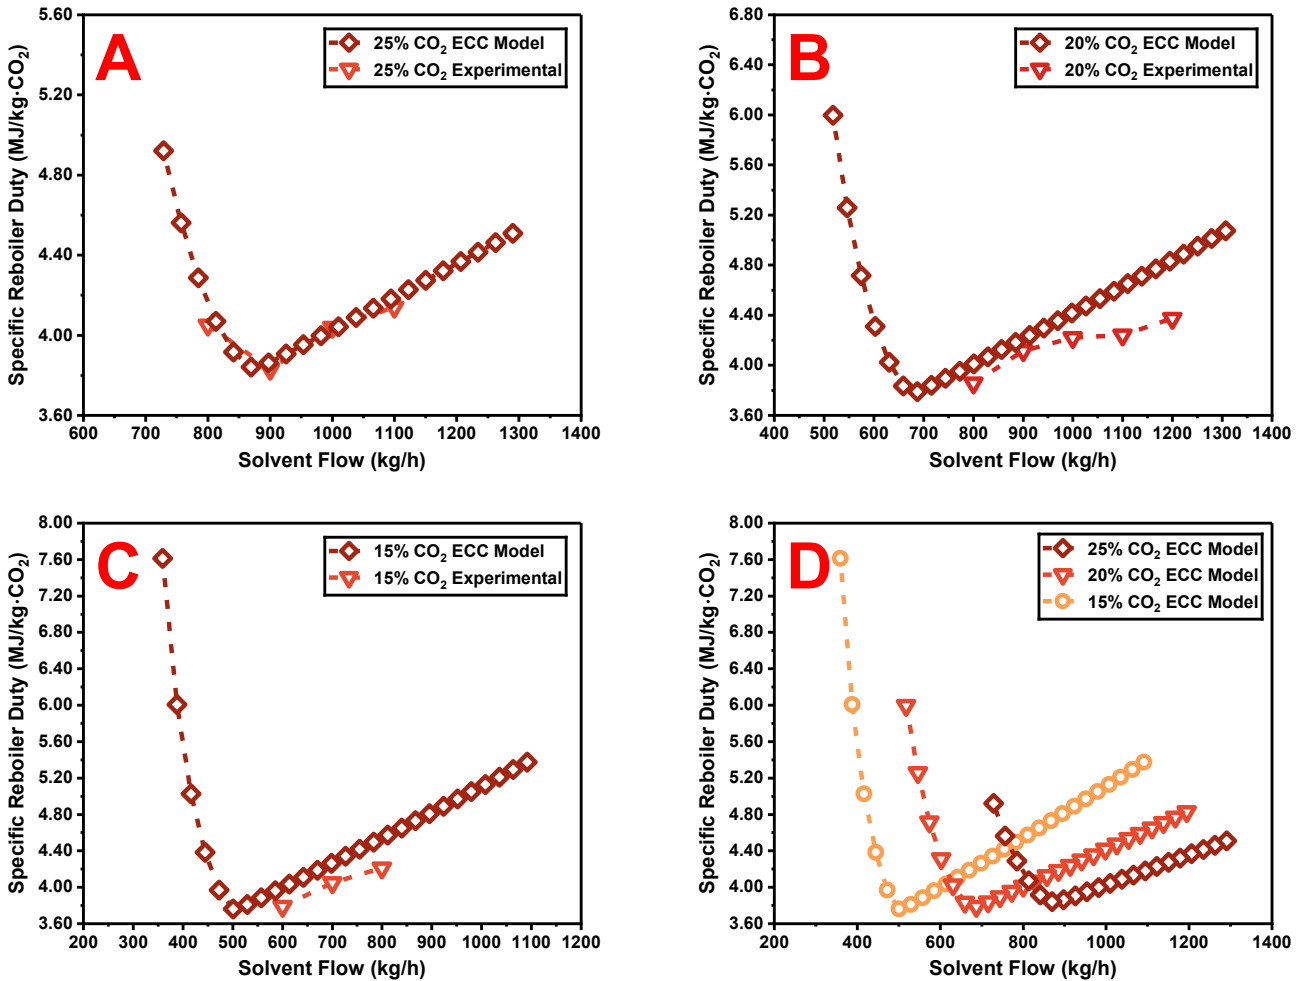 A
Specific Reboiler Duty (MJ/kg·CO₂)
5.60
5.20
4.80
4.40
4.00
3.60
25% CO₂ ECC Model
25% CO₂ Experimental
600 700 800 900 1000 1100 1200 1300 1400
Solvent Flow (kg/h)
B
Specific Reboiler Duty (MJ/kg·CO₂)
6.80
6.40
6.00
5.60
5.20
4.80
4.40
4.00
3.60
20% CO₂ ECC Model
20% CO₂ Experimental
400 500 600 700 800 900 1000 1100 1200 1300 1400
Solvent Flow (kg/h)
C
Specific Reboiler Duty (MJ/kg·CO₂)
8.00
7.60
7.20
6.80
6.40
6.00
5.60
5.20
4.80
4.40
4.00
3.60
15% CO₂ ECC Model
15% CO₂ Experimental
200 300 400 500 600 700 800 900 1000 1100 1200
Solvent Flow (kg/h)
D
Specific Reboiler Duty (MJ/kg·CO₂)
8.00
7.60
7.20
6.80
6.40
6.00
5.60
5.20
4.80
4.40
4.00
3.60
25% CO₂ ECC Model
20% CO₂ ECC Model
15% CO₂ ECC Model
200 400 600 800 1000 1200 1400
Solvent Flow (kg/h)